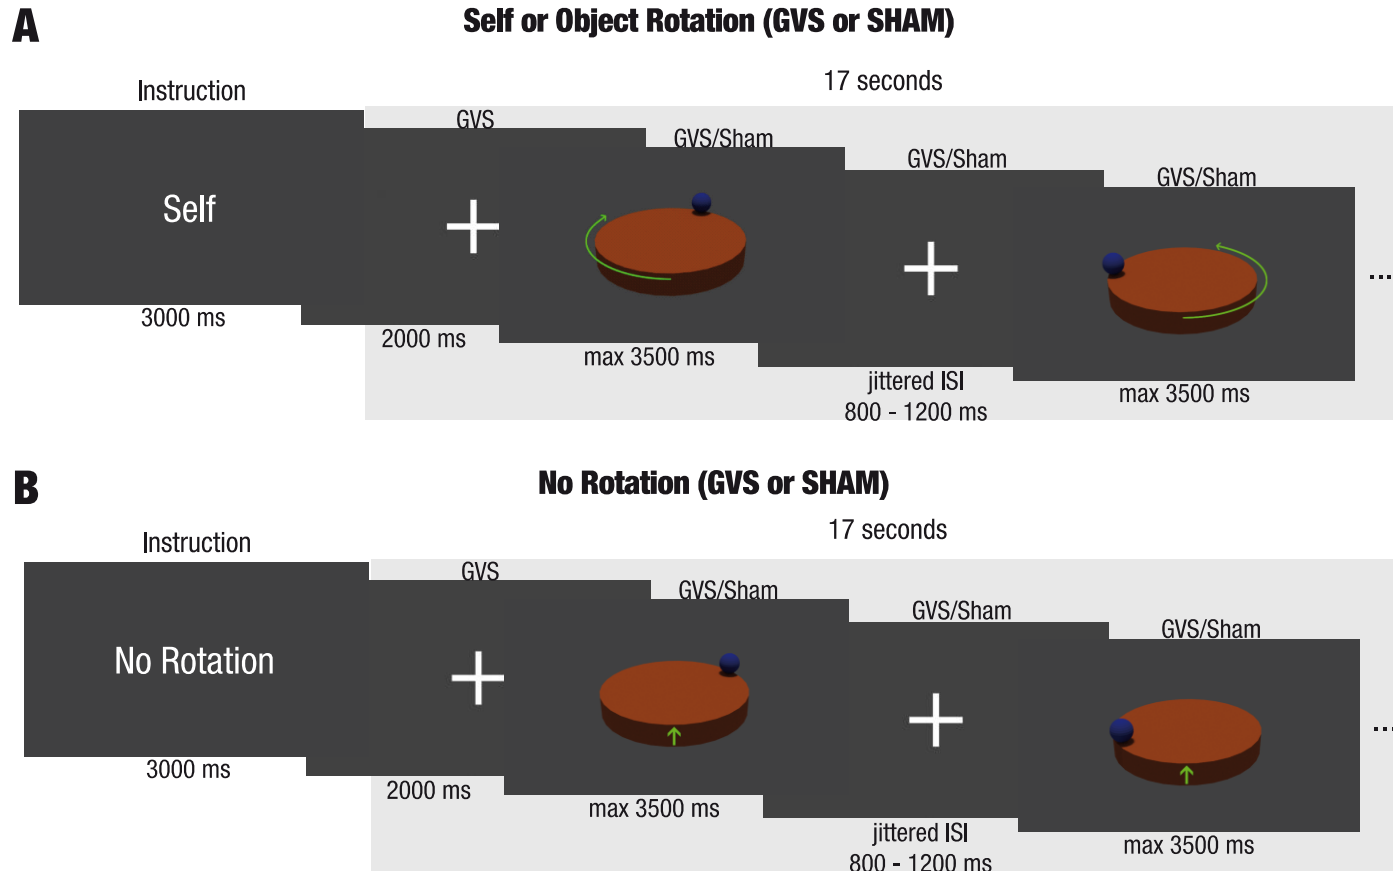 A
Self or Object Rotation (GVS or SHAM)
17 seconds
Instruction
GVS
GVS/Sham
GVS/Sham
GVS/Sham
Self
...
3000 ms
2000 ms
max 3500 ms
jittered ISI
800 - 1200 ms
max 3500 ms
B
No Rotation (GVS or SHAM)
17 seconds
Instruction
GVS
GVS/Sham
GVS/Sham
GVS/Sham
No Rotation
...
3000 ms
2000 ms
max 3500 ms
jittered ISI
800 - 1200 ms
max 3500 ms